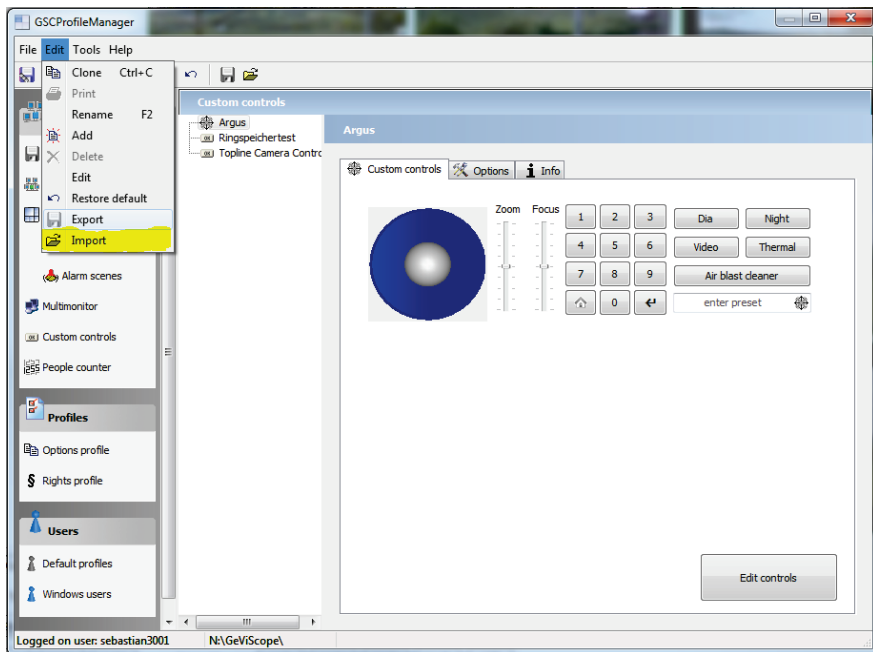 GSCProfileManager
File Edit Tools Help
Clone Ctrl+C
Print
Rename F2
Add
Delete
Edit
Restore default
Export
Import
Alarm scenes
Multimonitor
Custom controls
People counter
Profiles
Options profile
§ Rights profile
Users
Default profiles
Windows users
Custom controls
Argus
Ringspeichertest
Topline Camera Contro
Argus
Custom controls Options Info
Zoom Focus
1 2 3 Dia Night
4 5 6 Video Thermal
7 8 9 Air blast cleaner
0 enter preset
Edit controls
Logged on user: sebastian3001 N:\GeViScope\